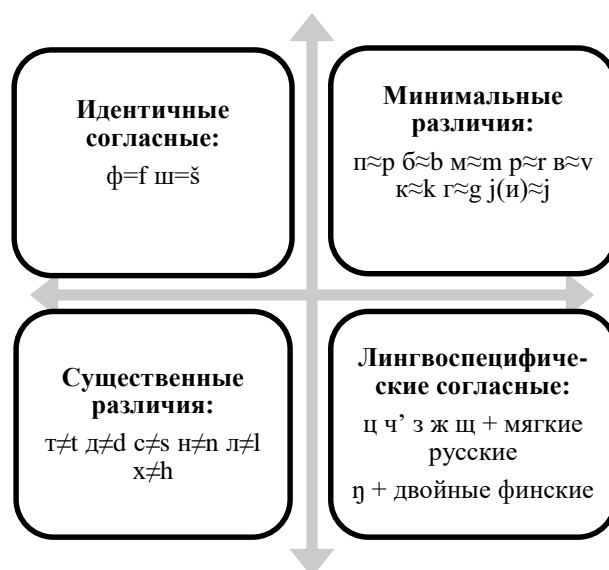 Идентичные
согласные:
ф=f ш=š
Минимальные
различия:
п≈p б≈b м≈m р≈r в≈v
к≈k г≈g j(и)≈j
Существенные
различия:
т≠t д≠d с≠s н≠n л≠l
х≠h
Лингвоспецифиче-
ские согласные:
ц ч’ з ж щ + мягкие
русские
ŋ + двойные финские